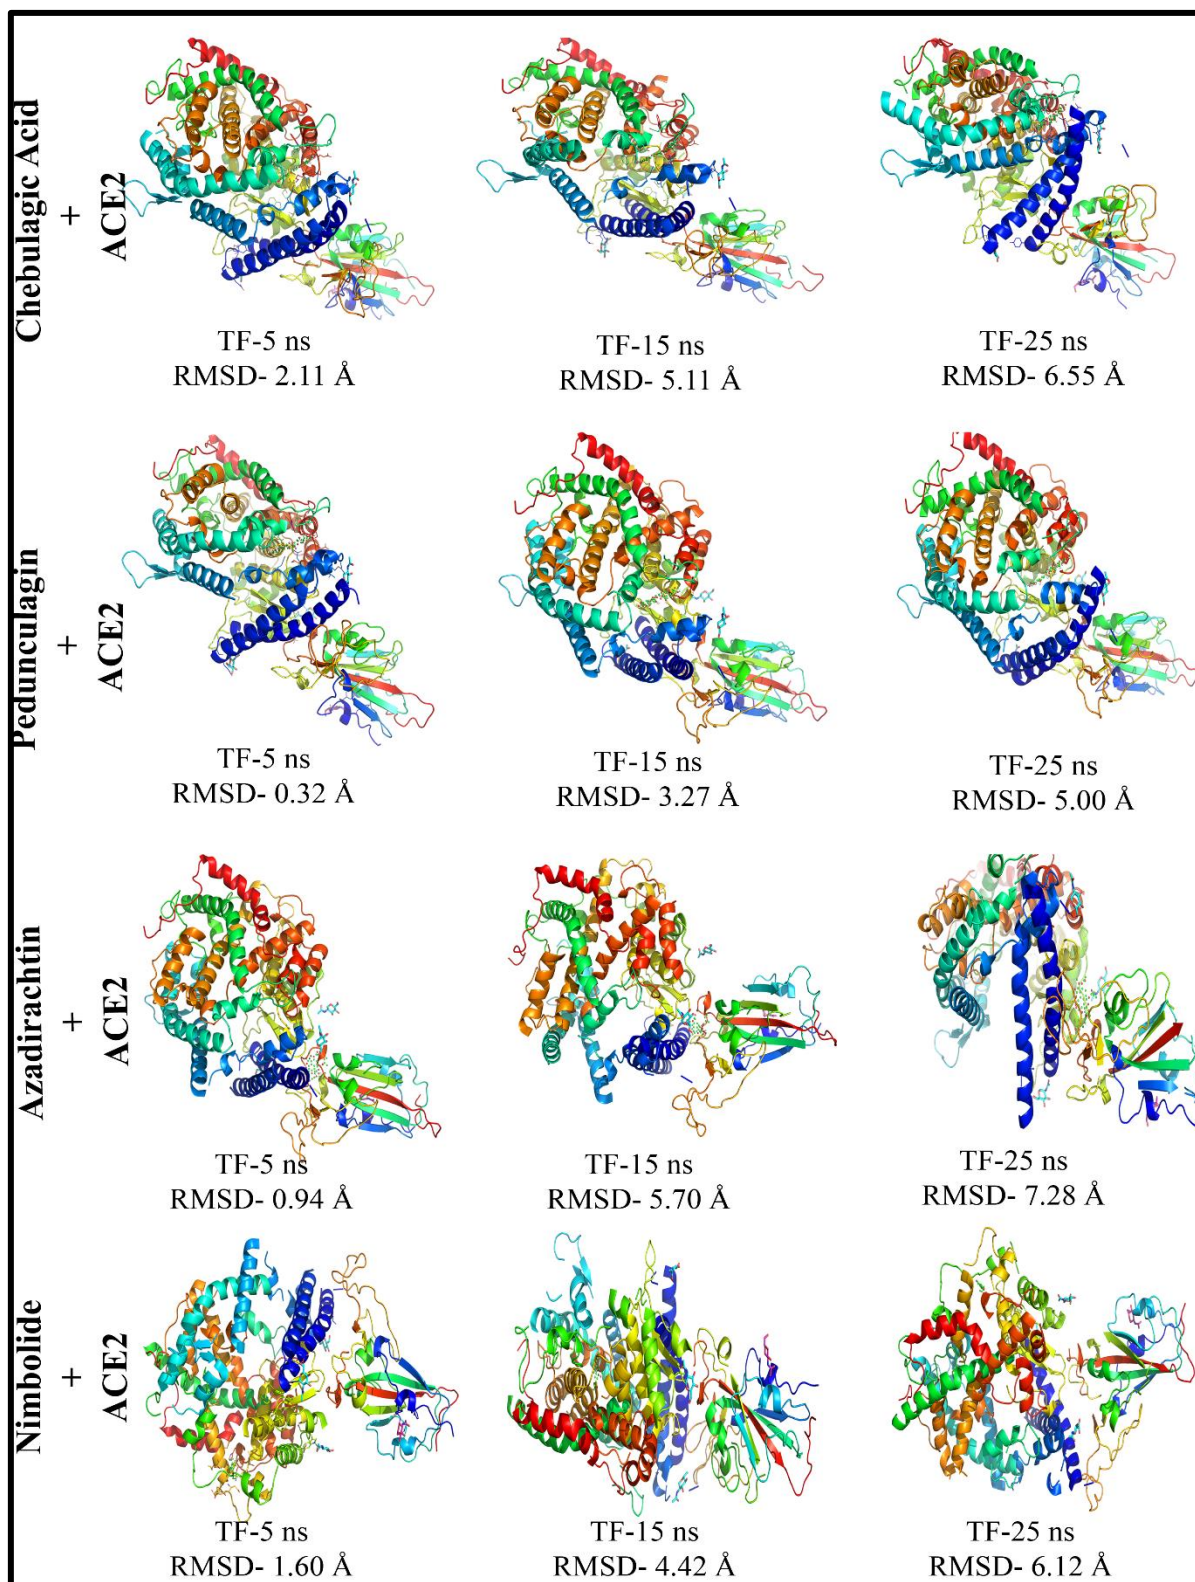 Chebulagic Acid
+
ACE2
TF-5 ns
RMSD- 2.11 Å
TF-15 ns
RMSD- 5.11 Å
TF-25 ns
RMSD- 6.55 Å
Pedunculagin
+
ACE2
TF-5 ns
RMSD- 0.32 Å
TF-15 ns
RMSD- 3.27 Å
TF-25 ns
RMSD- 5.00 Å
Azadirachtin
+
ACE2
TF-5 ns
RMSD- 0.94 Å
TF-15 ns
RMSD- 5.70 Å
TF-25 ns
RMSD- 7.28 Å
Nimbolide
+
ACE2
TF-5 ns
RMSD- 1.60 Å
TF-15 ns
RMSD- 4.42 Å
TF-25 ns
RMSD- 6.12 Å